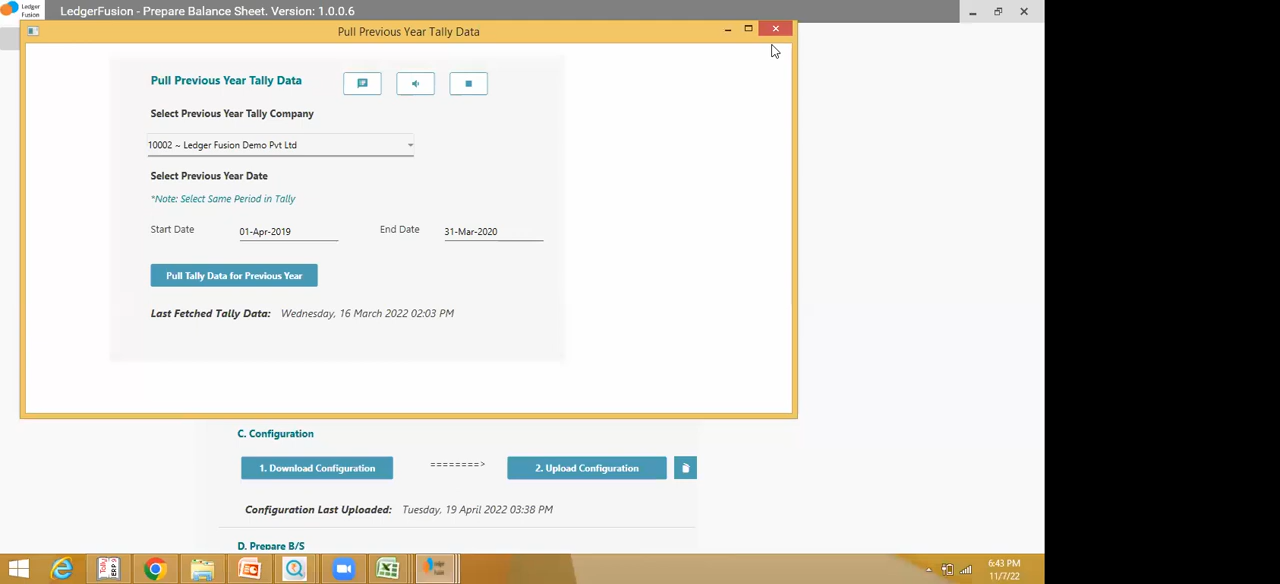 Ledger
Fusion
LedgerFusion - Prepare Balance Sheet. Version: 1.0.0.6
Pull Previous Year Tally Data
Pull Previous Year Tally Data
Select Previous Year Tally Company
10002 ~ Ledger Fusion Demo Pvt Ltd
Select Previous Year Date
*Note: Select Same Period in Tally
Start Date 01-Apr-2019 End Date 31-Mar-2020
Pull Tally Data for Previous Year
Last Fetched Tally Data: Wednesday, 16 March 2022 02:03 PM
C. Configuration
1. Download Configuration ========> 2. Upload Configuration
Configuration Last Uploaded: Tuesday, 19 April 2022 03:38 PM
D. Prepare B/S
Tally
ERP 9
6:43 PM
11/7/22